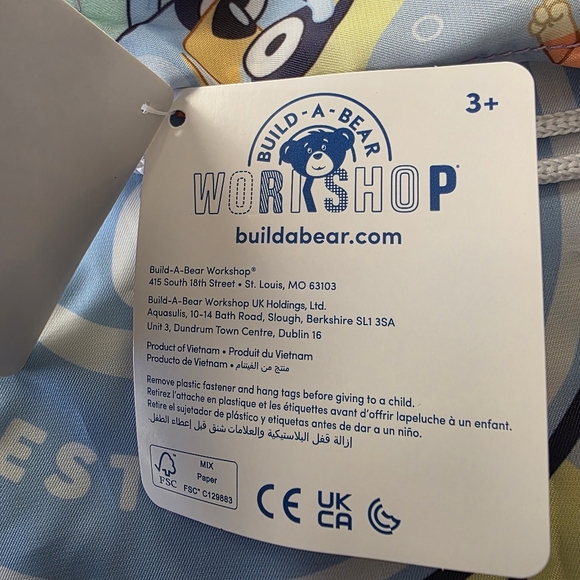 3+
BUILD-A-BEAR
WORKSHOP®
buildabear.com
Build-A-Bear Workshop®
415 South 18th Street • St. Louis, MO 63103
Build-A-Bear Workshop UK Holdings, Ltd.
Aquasulis, 10-14 Bath Road, Slough, Berkshire SL1 3SA
Unit 3, Dundrum Town Centre, Dublin 16
Product of Vietnam • Produit du Vietnam
Producto de Vietnam • منتج من الفيتنام
Remove plastic fastener and hang tags before giving to a child.
Retirez l'attache en plastique et les étiquettes avant d'offrir lapeluche à un enfant.
Retire el sujetador de plástico y etiquetas antes de dar a un niño.
إزالة قفل البلاستيكية والعلامات شنق قبل إعطاء الطفل.
FSC
MIX
Paper
FSC® C129883
CE
UK
CA
EST